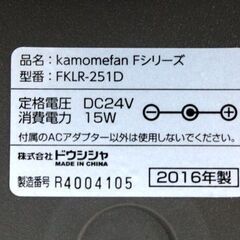 品名：kamomefan Fシリーズ
型番：FKLR-251D
定格電圧 DC24V
消費電力 15W
付属のACアダプター以外は使用しないでください
株式会社ドウシシャ
MADE IN CHINA
製造番号 R4004105 2016年製